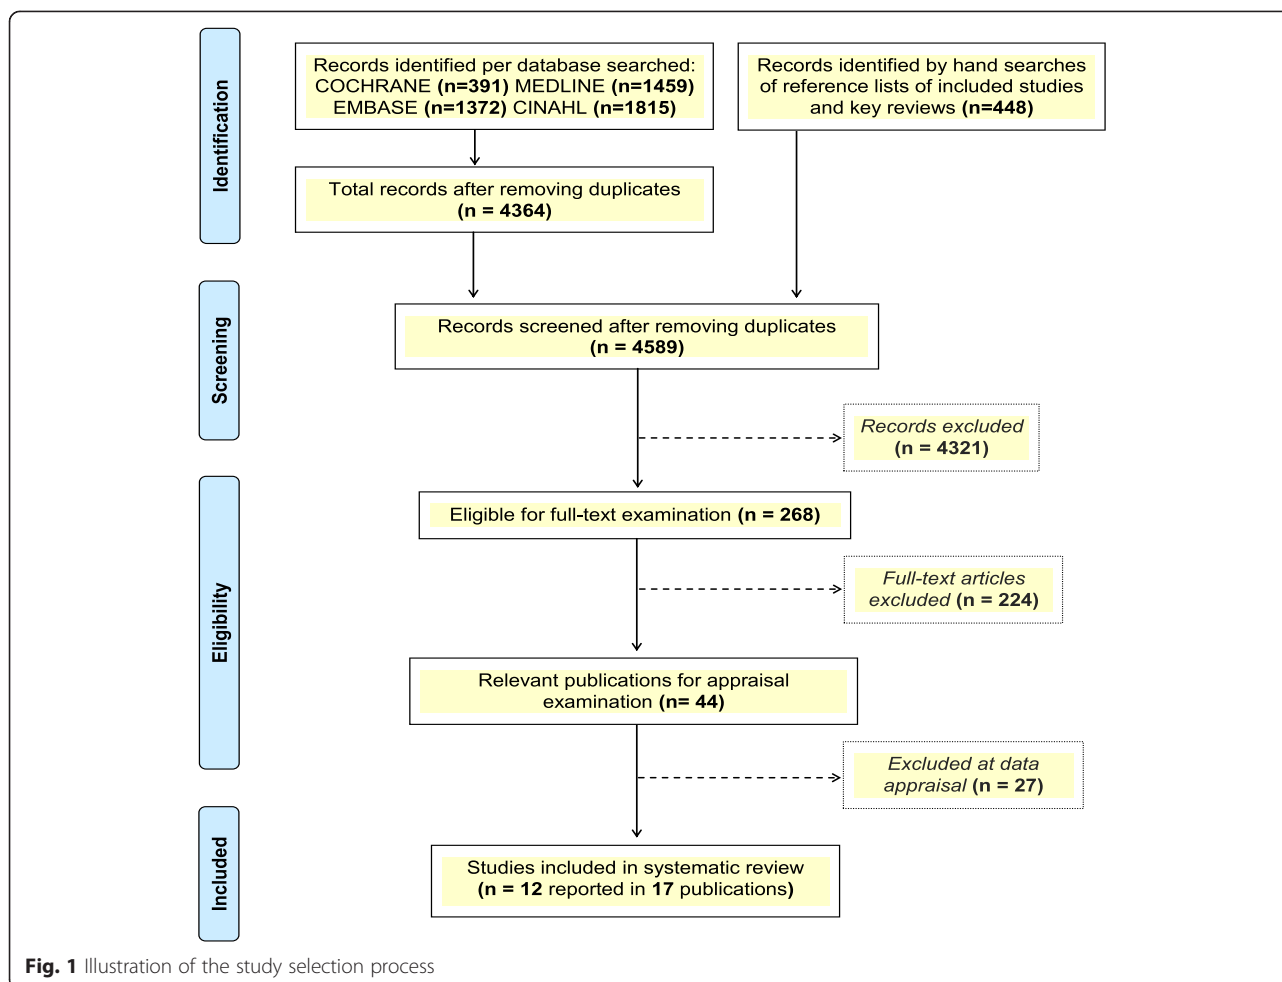 Identification
Records identified per database searched:
COCHRANE (n=391) MEDLINE (n=1459)
EMBASE (n=1372) CINAHL (n=1815)
Records identified by hand searches
of reference lists of included studies
and key reviews (n=448)
Total records after removing duplicates
(n = 4364)
Screening
Records screened after removing duplicates
(n = 4589)
Records excluded
(n = 4321)
Eligibility
Eligible for full-text examination (n = 268)
Full-text articles
excluded (n = 224)
Relevant publications for appraisal
examination (n= 44)
Excluded at data
appraisal (n = 27)
Included
Studies included in systematic review
(n = 12 reported in 17 publications)
Fig. 1 Illustration of the study selection process